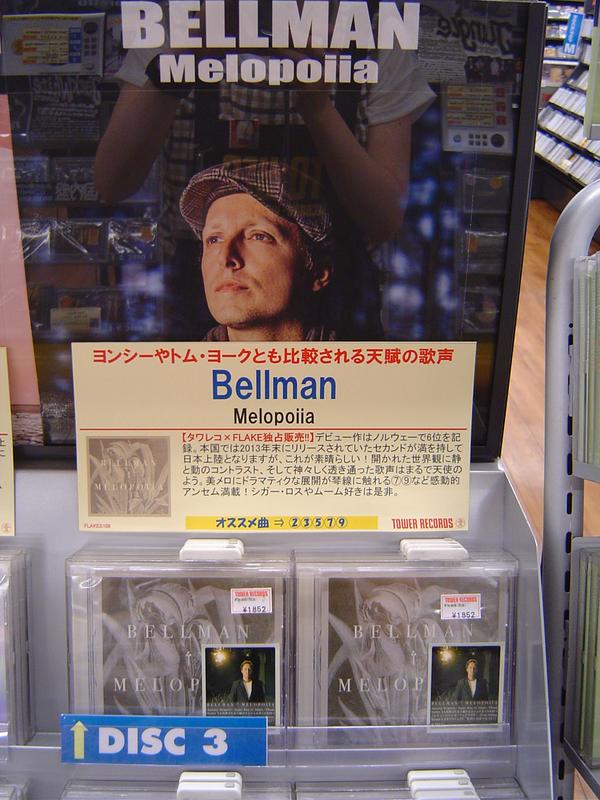 BELLMAN
Melopoiia
ヨンシーやトム・ヨークとも比較される天賦の歌声
Bellman
Melopoiia
【タワレコ×FLAKE独占販売!!】デビュー作はノルウェーで6位を記
録。本国では2013年末にリリースされていたセカンドが満を持して
日本上陸となりますが、これが素晴らしい！開かれた世界観に静
と動のコントラスト、そして神々しく透き通った歌声はまるで天使の
よう。美メロにドラマティックな展開が琴線に触れる⑦⑨など感動的
アンセム満載！シガー・ロスやムーム好きは是非。
BELLMAN
MELOPOIIA
FLAKES108
オススメ曲 ⇒ ②③⑤⑦⑨
TOWER RECORDS
TOWER RECORDS
¥1852
TOWER RECORDS
¥1852
BELLMAN
BELLMAN
MELOP
MELOP
BELLMAN
MELOPOIIA
BELLMAN
MELOPOIIA
DISC 3